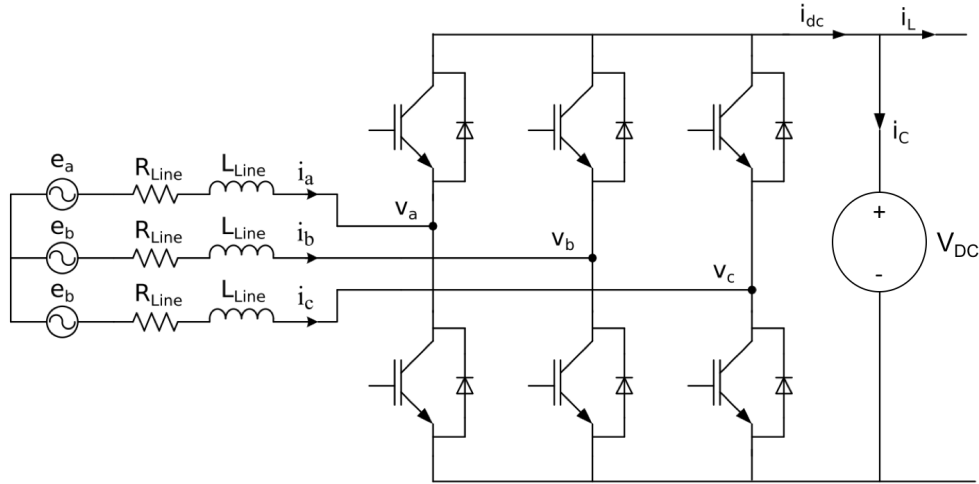 i_dc i_L
i_C
e_a R_Line L_Line i_a
v_a
e_b R_Line L_Line i_b
v_b
e_b R_Line L_Line i_c
v_c
+
-
V_DC